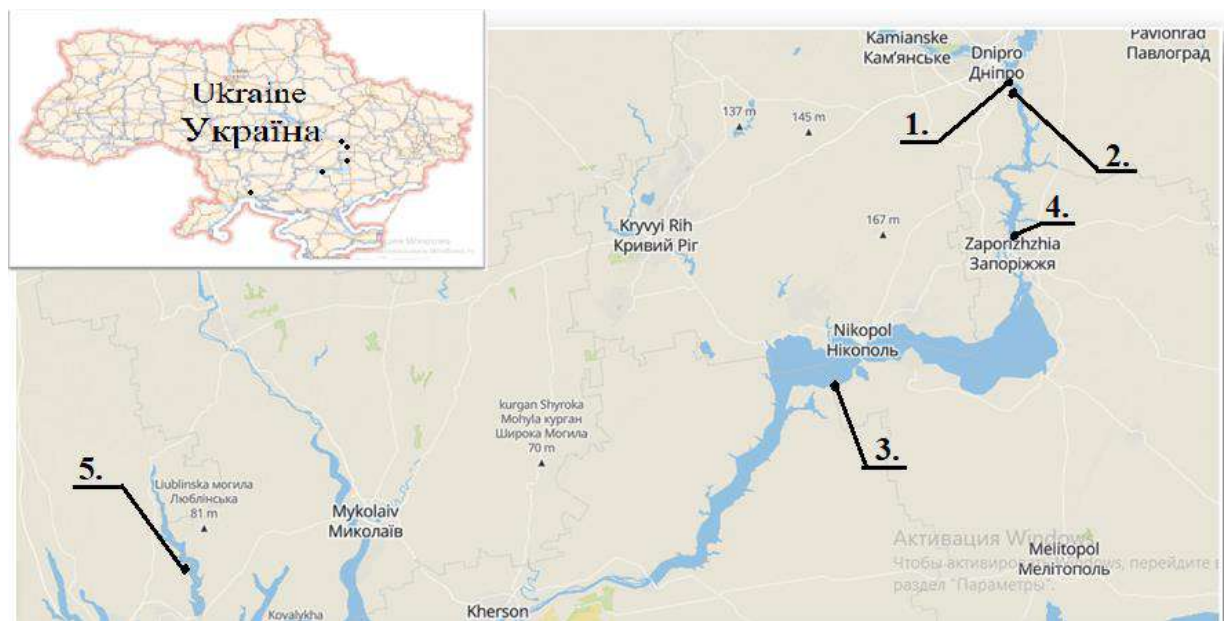 Ukraine
Україна
Kamianske
Кам'янське
Dnipro
Дніпро
Pavlohrad
Павлоград
137 m
145 m
1.
2.
Kryvyi Rih
Кривий Ріг
167 m
4.
Zaporizhzhia
Запоріжжя
Nikopol
Нікополь
kurgan Shyroka
Mohyla курган
Широка Могила
70 m
3.
5.
Liublinska могила
Люблінська
81 m
Mykolaiv
Миколаїв
Активация Windows
Чтобы активировать Windows, перейдите в
раздел "Параметры".
Melitopol
Мелітополь
Kovalykha
Kherson